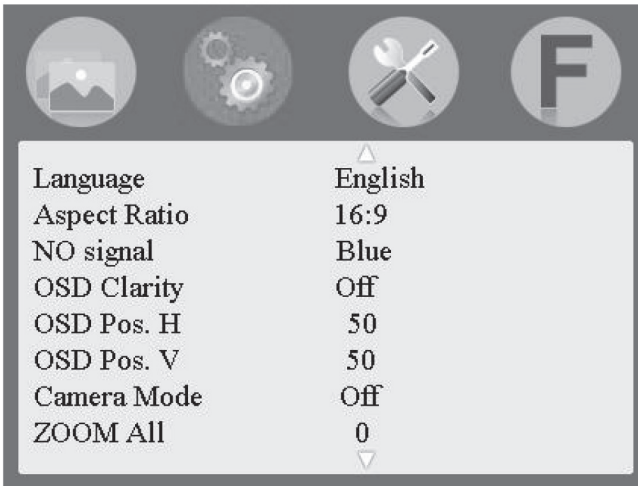 F
Language English
Aspect Ratio 16:9
NO signal Blue
OSD Clarity Off
OSD Pos. H 50
OSD Pos. V 50
Camera Mode Off
ZOOM All 0